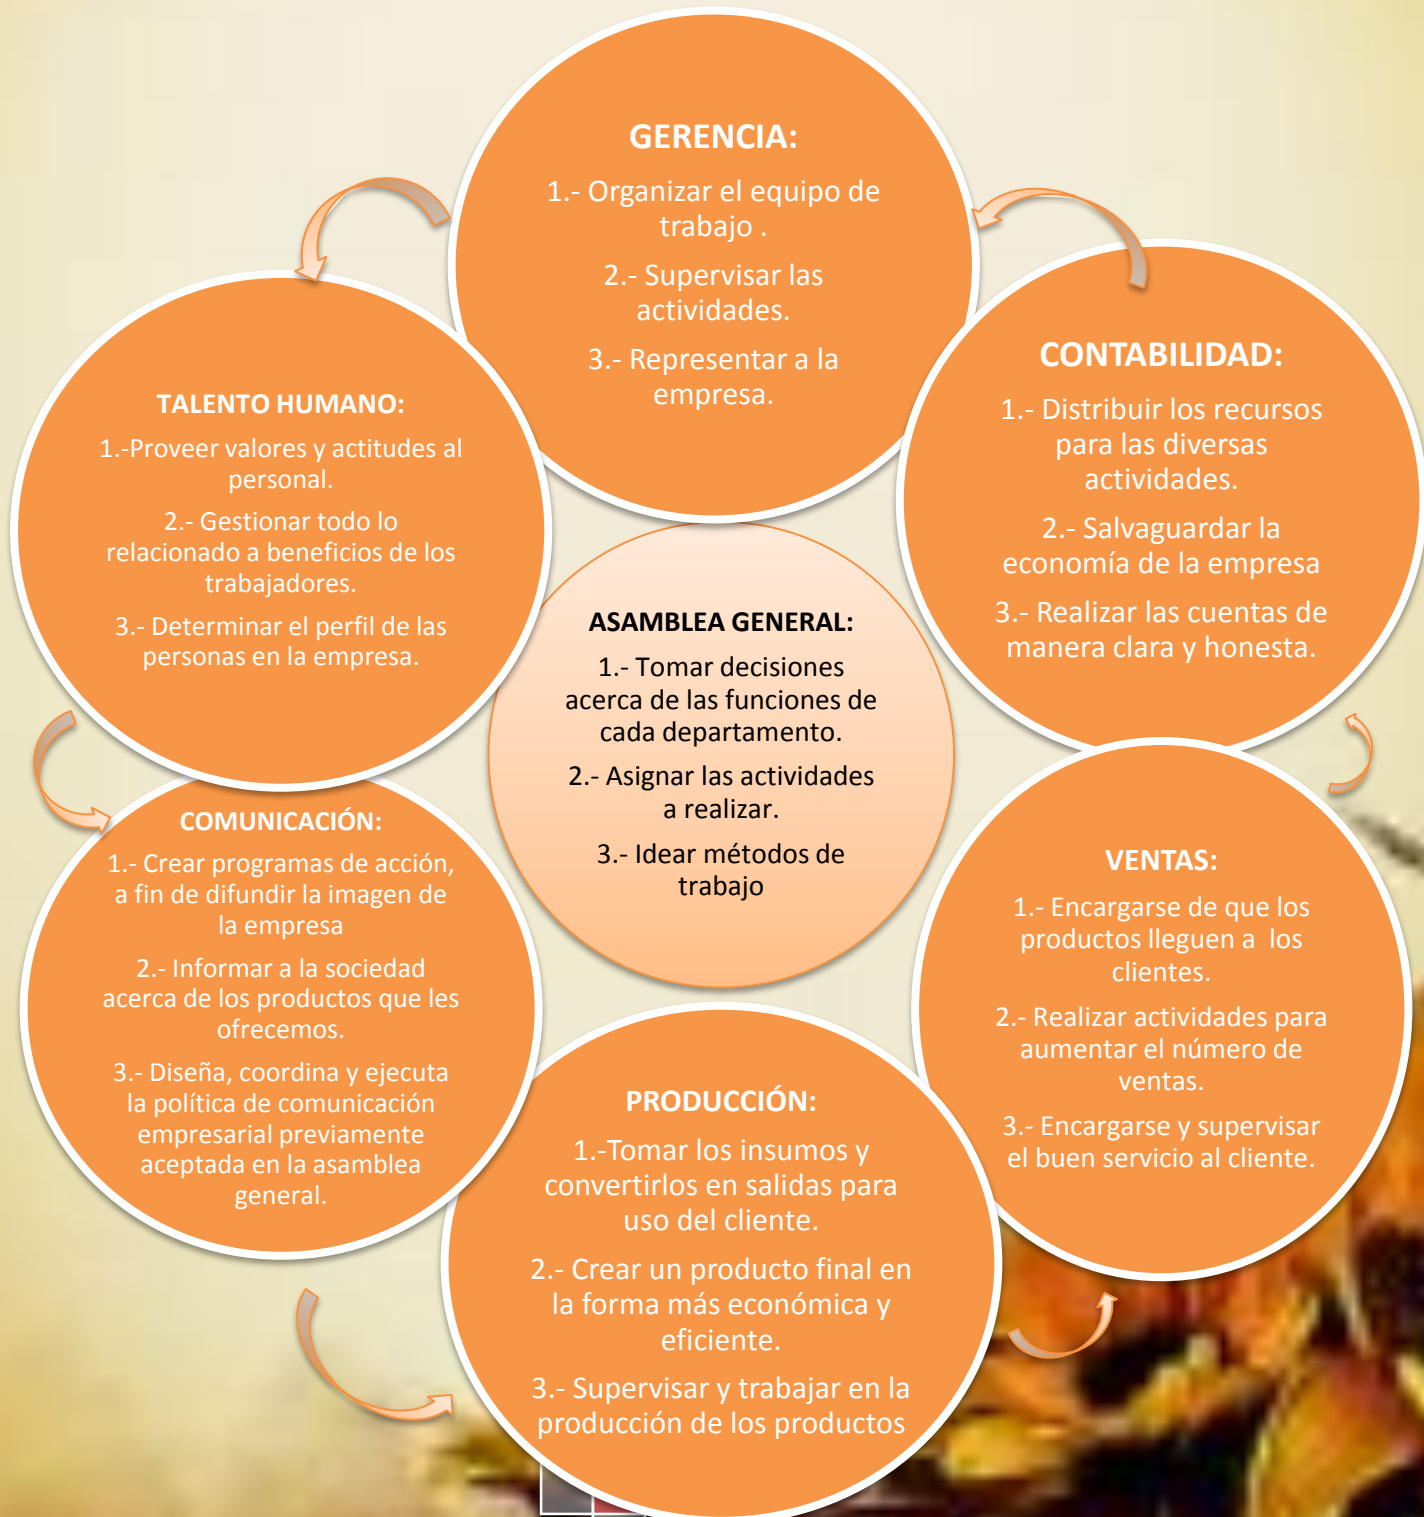 GERENCIA:
1.- Organizar el equipo de
trabajo .
2.- Supervisar las
actividades.
3.- Representar a la
empresa.
CONTABILIDAD:
1.- Distribuir los recursos
para las diversas
actividades.
2.- Salvaguardar la
economía de la empresa
3.- Realizar las cuentas de
manera clara y honesta.
TALENTO HUMANO:
1.-Proveer valores y actitudes al
personal.
2.- Gestionar todo lo
relacionado a beneficios de los
trabajadores.
3.- Determinar el perfil de las
personas en la empresa.
ASAMBLEA GENERAL:
1.- Tomar decisiones
acerca de las funciones de
cada departamento.
2.- Asignar las actividades
a realizar.
3.- Idear métodos de
trabajo
COMUNICACIÓN:
1.- Crear programas de acción,
a fin de difundir la imagen de
la empresa
2.- Informar a la sociedad
acerca de los productos que les
ofrecemos.
3.- Diseña, coordina y ejecuta
la política de comunicación
empresarial previamente
aceptada en la asamblea
general.
VENTAS:
1.- Encargarse de que los
productos lleguen a  los
clientes.
2.- Realizar actividades para
aumentar el número de
ventas.
3.- Encargarse y supervisar
el buen servicio al cliente.
PRODUCCIÓN:
1.-Tomar los insumos y
convertirlos en salidas para
uso del cliente.
2.- Crear un producto final en
la forma más económica y
eficiente.
3.- Supervisar y trabajar en la
producción de los productos